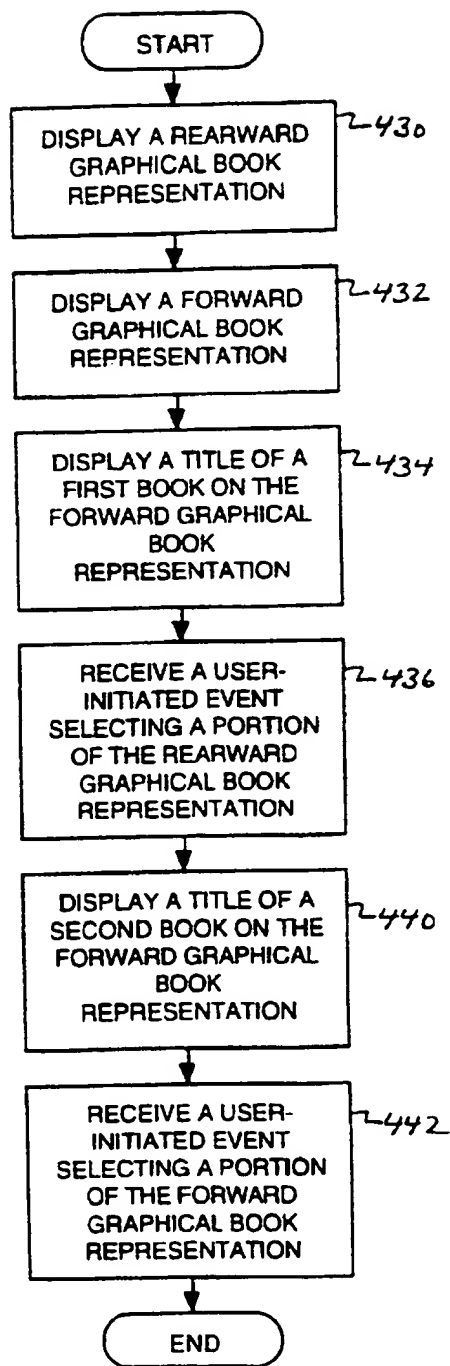 START
DISPLAY A REARWARD
GRAPHICAL BOOK
REPRESENTATION
430
DISPLAY A FORWARD
GRAPHICAL BOOK
REPRESENTATION
432
DISPLAY A TITLE OF A
FIRST BOOK ON THE
FORWARD GRAPHICAL
BOOK
REPRESENTATION
434
RECEIVE A USER-
INITIATED EVENT
SELECTING A PORTION
OF THE REARWARD
GRAPHICAL BOOK
REPRESENTATION
436
DISPLAY A TITLE OF A
SECOND BOOK ON THE
FORWARD GRAPHICAL
BOOK
REPRESENTATION
440
RECEIVE A USER-
INITIATED EVENT
SELECTING A PORTION
OF THE FORWARD
GRAPHICAL BOOK
REPRESENTATION
442
END